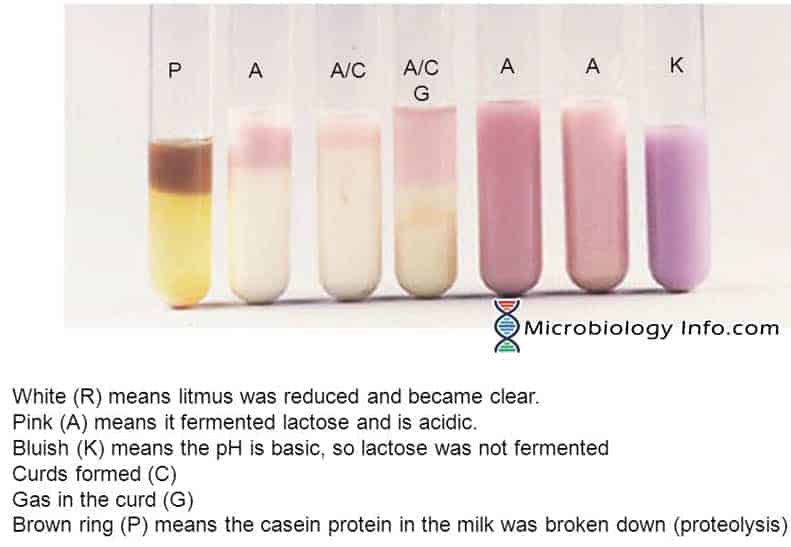 P A A/C A/C A A K
G
Microbiology Info.com
White (R) means litmus was reduced and became clear.
Pink (A) means it fermented lactose and is acidic.
Bluish (K) means the pH is basic, so lactose was not fermented
Curds formed (C)
Gas in the curd (G)
Brown ring (P) means the casein protein in the milk was broken down (proteolysis)